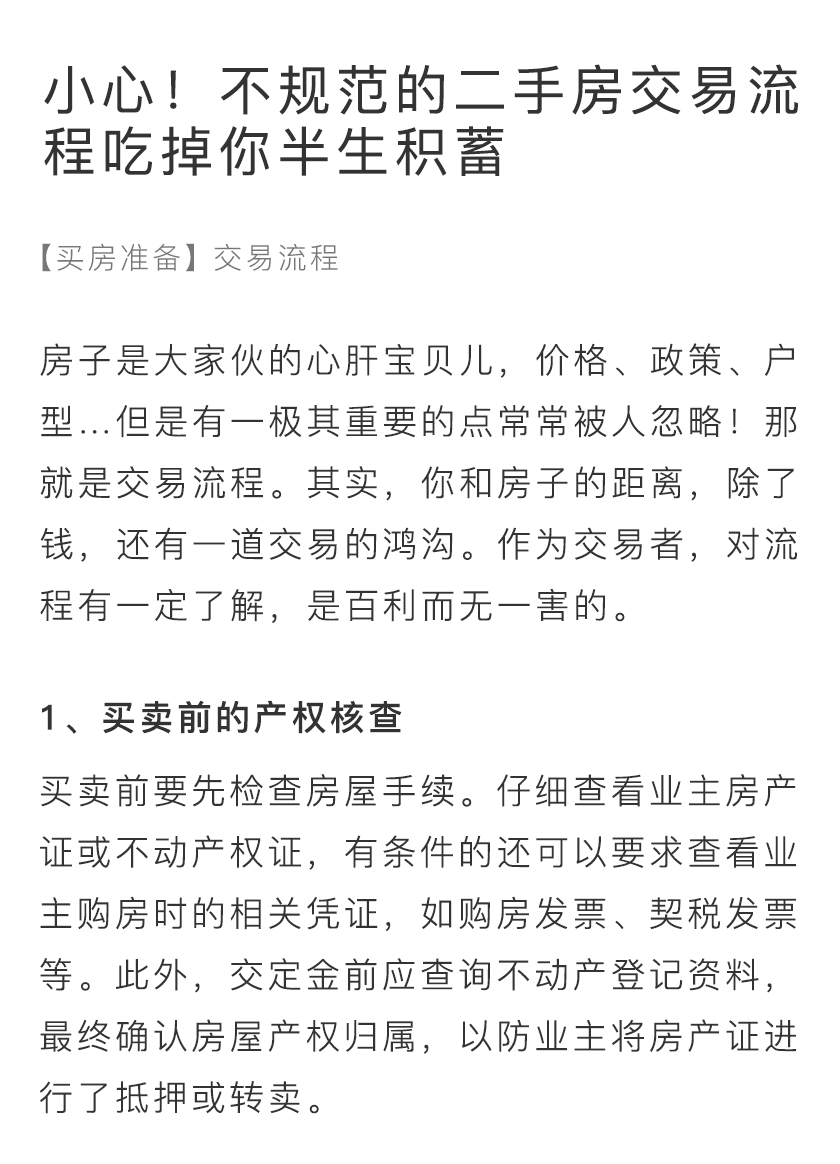 小心！不规范的二手房交易流
程吃掉你半生积蓄
【买房准备】交易流程
房子是大家伙的心肝宝贝儿，价格、政策、户
型...但是有一极其重要的点常常被人忽略！那
就是交易流程。其实，你和房子的距离，除了
钱，还有一道交易的鸿沟。作为交易者，对流
程有一定了解，是百利而无一害的。
1、买卖前的产权核查
买卖前要先检查房屋手续。仔细查看业主房产
证或不动产权证，有条件的还可以要求查看业
主购房时的相关凭证，如购房发票、契税发票
等。此外，交定金前应查询不动产登记资料，
最终确认房屋产权归属，以防业主将房产证进
行了抵押或转卖。